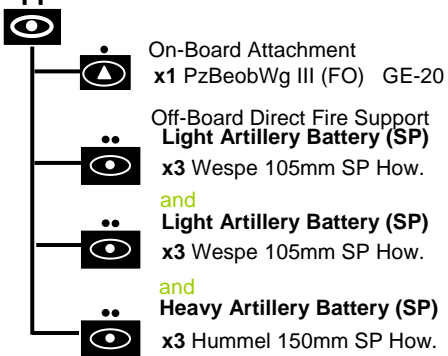 On-Board Attachment
x1 PzBeobWg III (FO) GE-20
Off-Board Direct Fire Support
Light Artillery Battery (SP)
x3 Wespe 105mm SP How.
and
Light Artillery Battery (SP)
x3 Wespe 105mm SP How.
and
Heavy Artillery Battery (SP)
x3 Hummel 150mm SP How.